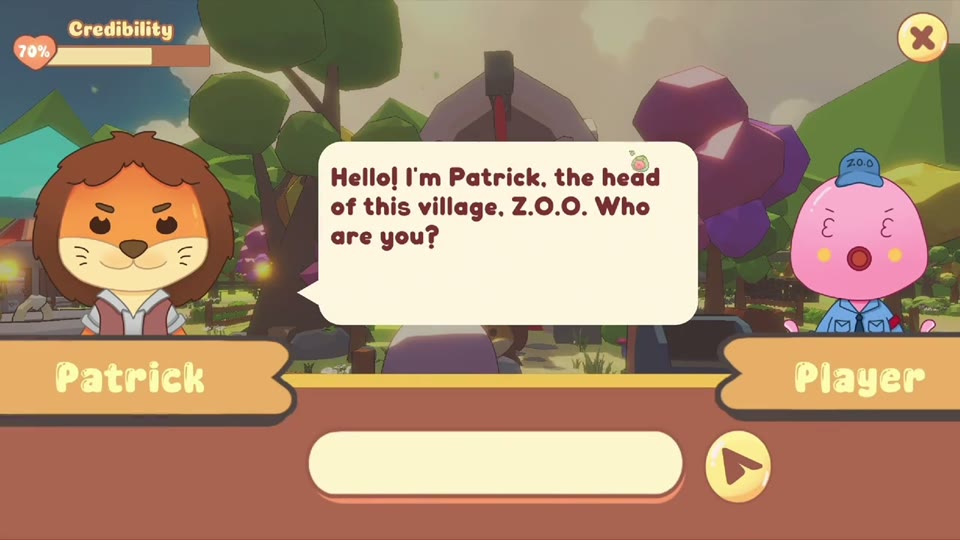 Credibility
70%
Z.O.O
Hello! I'm Patrick, the head
of this village, Z.O.O. Who
are you?
Patrick
Player